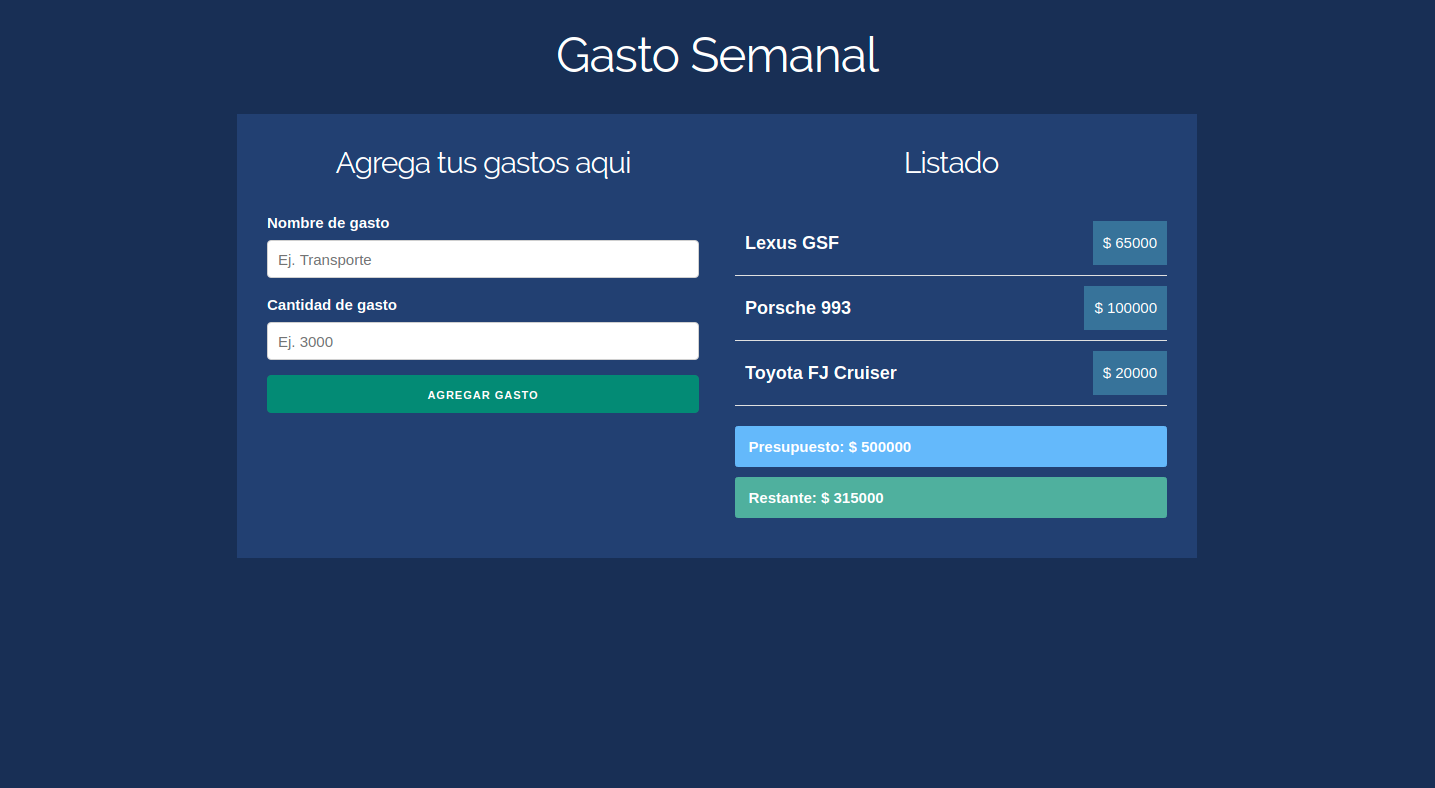 Gasto Semanal
Agrega tus gastos aqui
Nombre de gasto
Ej. Transporte
Cantidad de gasto
Ej. 3000
AGREGAR GASTO
Listado
Lexus GSF
$ 65000
Porsche 993
$ 100000
Toyota FJ Cruiser
$ 20000
Presupuesto: $ 500000
Restante: $ 315000